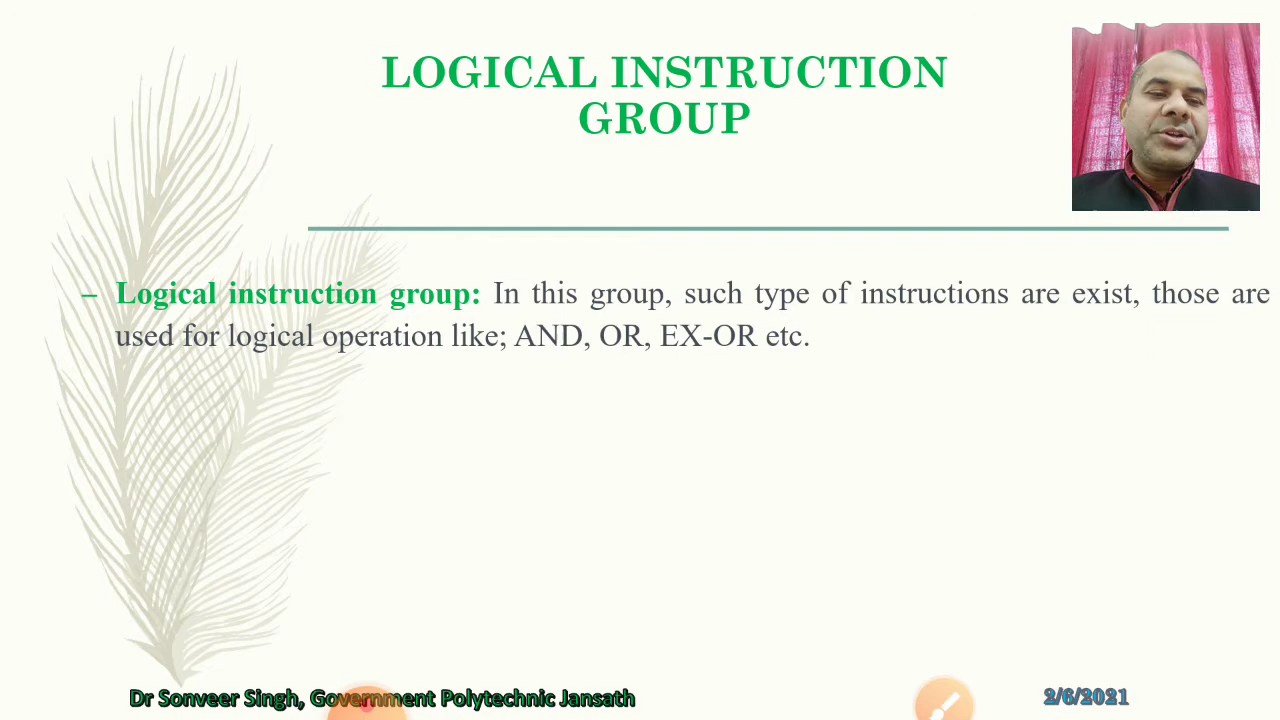 LOGICAL INSTRUCTION
GROUP
– Logical instruction group: In this group, such type of instructions are exist, those are
used for logical operation like; AND, OR, EX-OR etc.
Dr Sonveer Singh, Government Polytechnic Jansath
2/6/2021